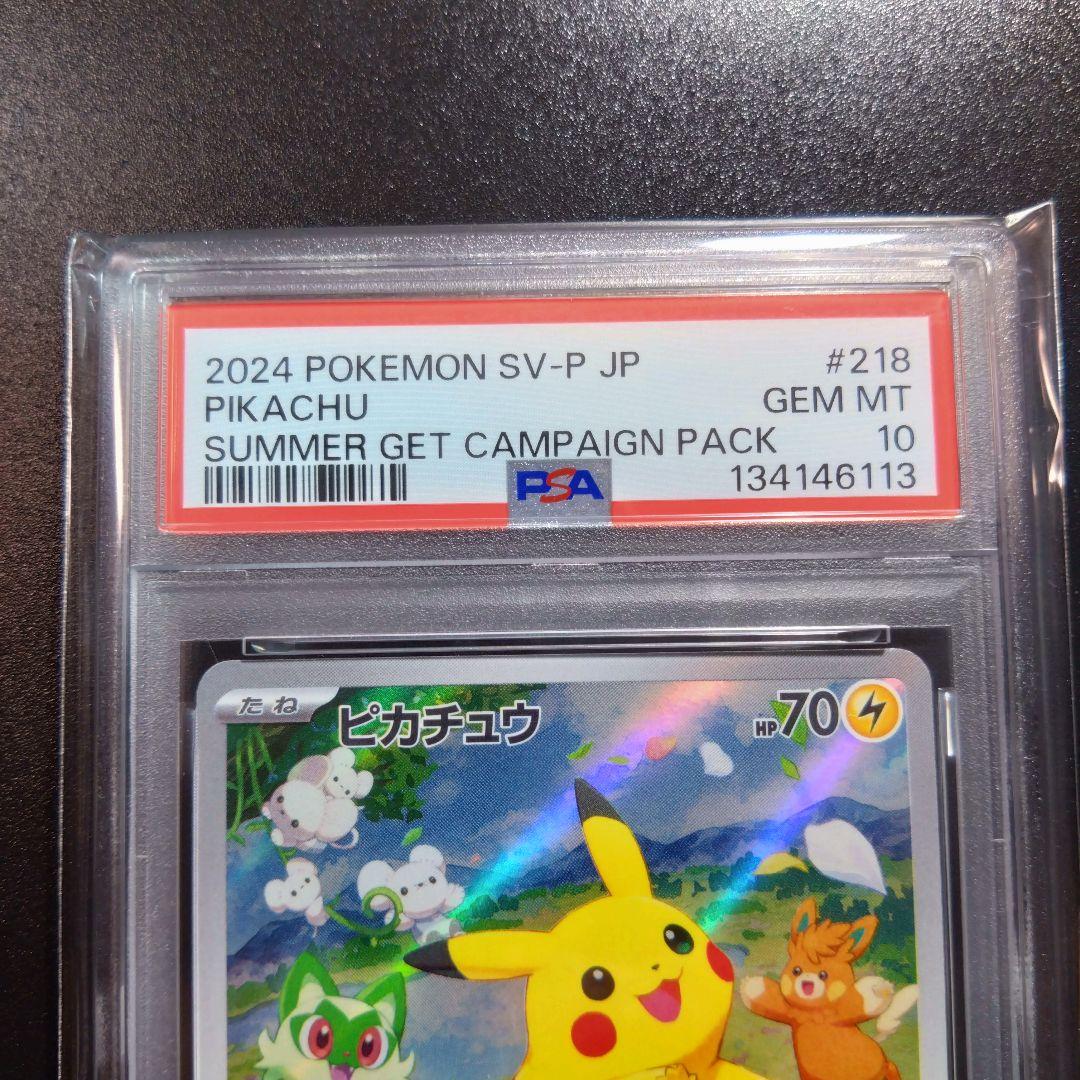 2024 POKEMON SV-P JP #218
PIKACHU GEM MT
SUMMER GET CAMPAIGN PACK 10
PSA 134146113
たね ピカチュウ HP70